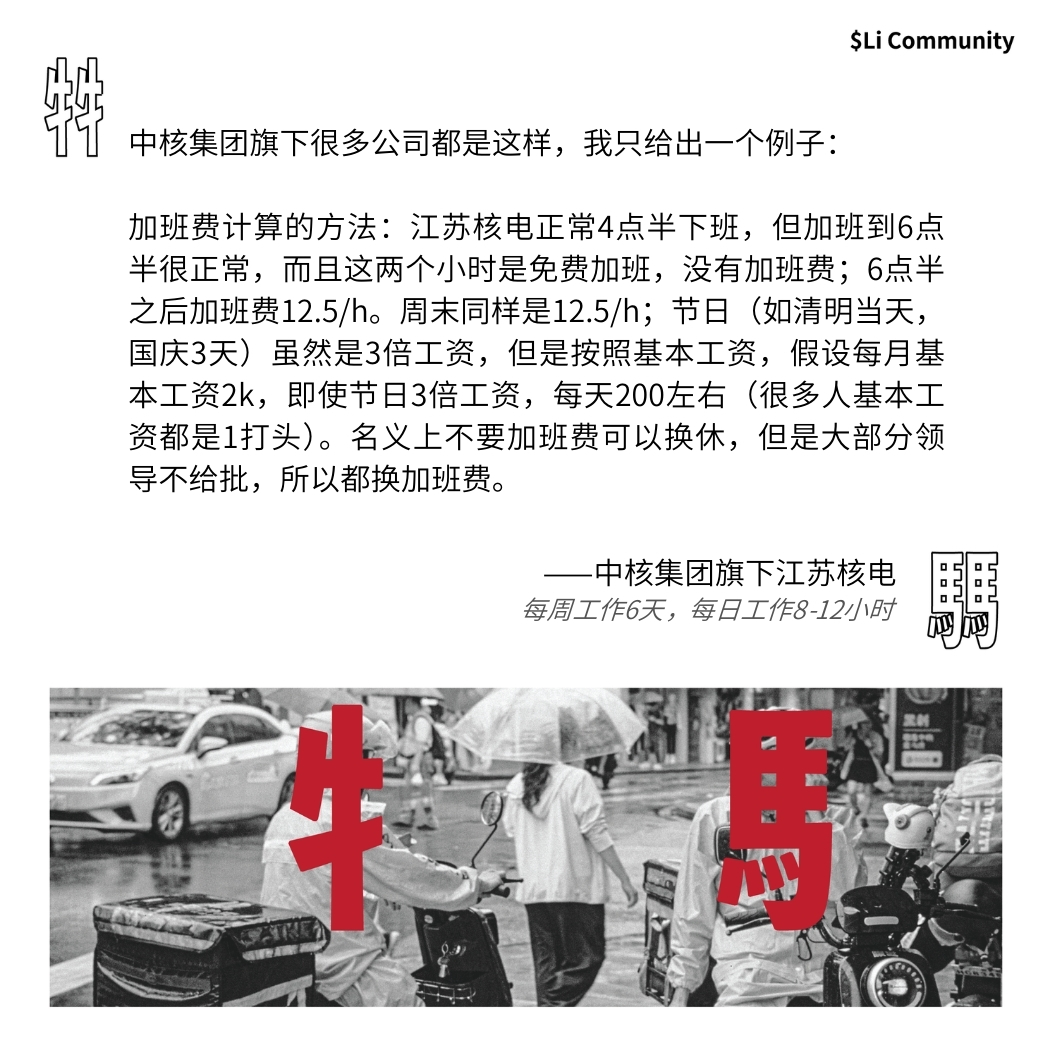 $Li Community
牛牛
中核集团旗下很多公司都是这样，我只给出一个例子：
加班费计算的方法：江苏核电正常4点半下班，但加班到6点
半很正常，而且这两个小时是免费加班，没有加班费；6点半
之后加班费12.5/h。周末同样是12.5/h；节日（如清明当天，
国庆3天）虽然是3倍工资，但是按照基本工资，假设每月基
本工资2k，即使节日3倍工资，每天200左右（很多人基本工
资都是1打头）。名义上不要加班费可以换休，但是大部分领
导不给批，所以都换加班费。
——中核集团旗下江苏核电
每周工作6天，每日工作8-12小时
馬馬
牛 馬